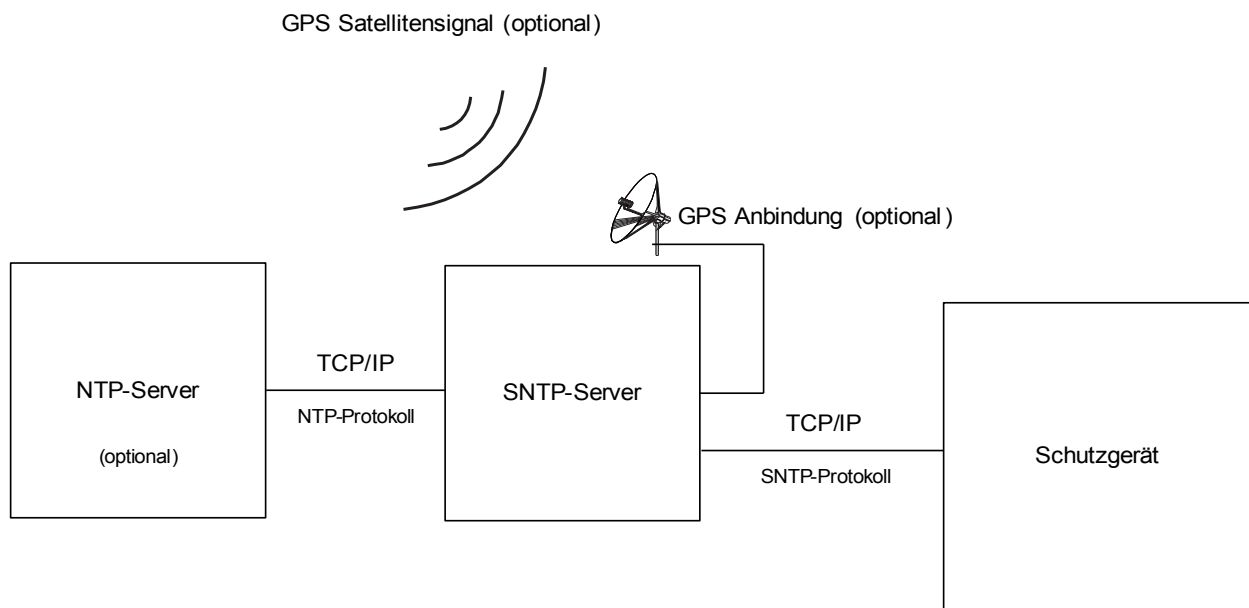 GPS Satellitensignal (optional)
GPS Anbindung (optional)
NTP-Server
(optional)
TCP/IP
NTP-Protokoll
SNTP-Server
TCP/IP
SNTP-Protokoll
Schutzgerät